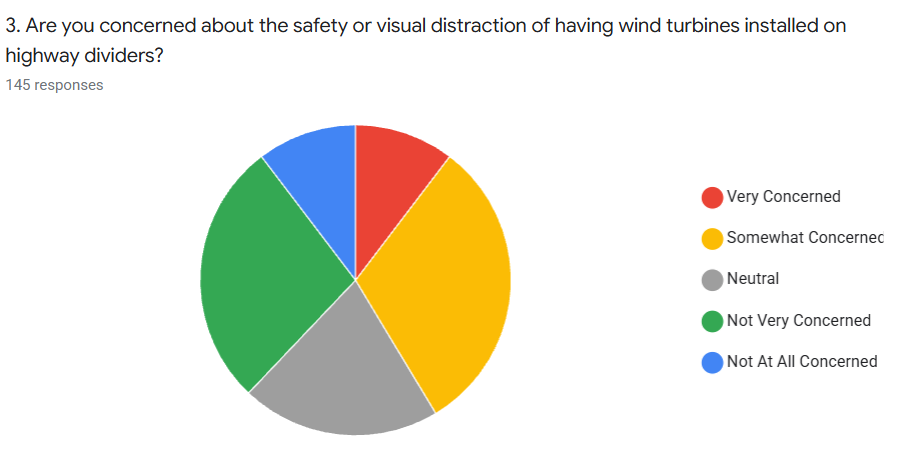 3. Are you concerned about the safety or visual distraction of having wind turbines installed on
highway dividers?
145 responses
Very Concerned
Somewhat Concernec
Neutral
Not Very Concerned
Not At All Concerned